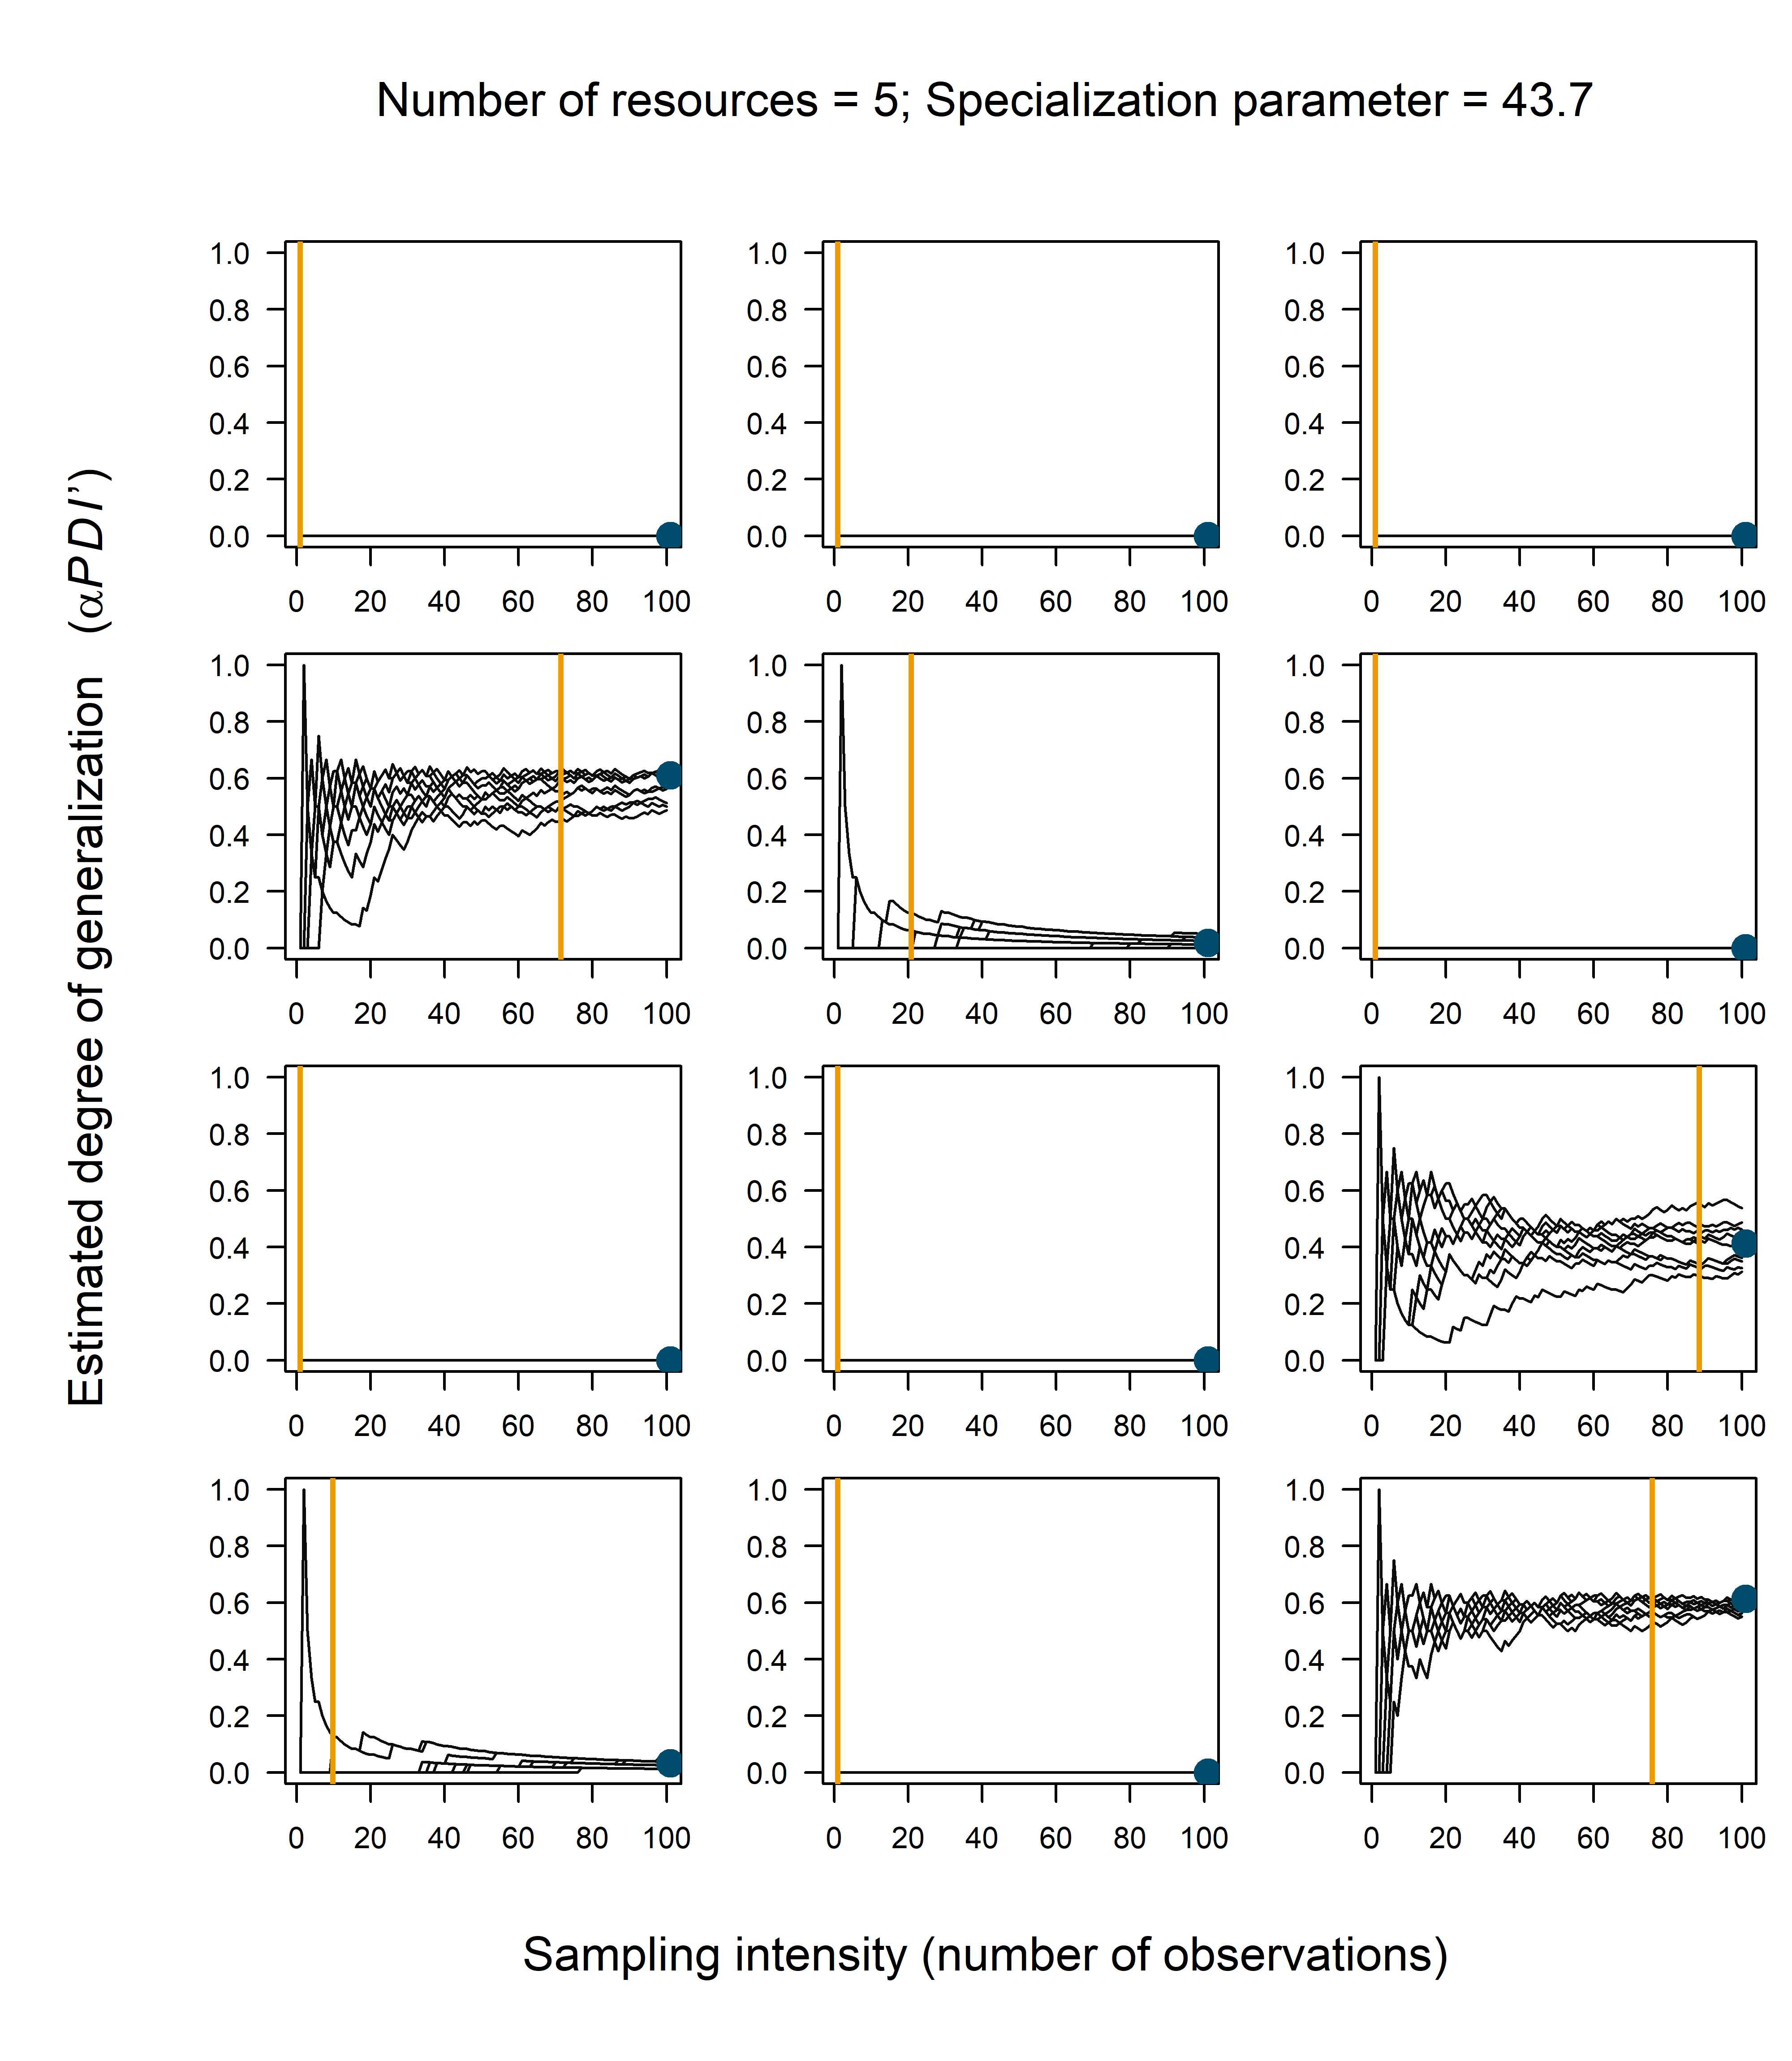 Number of resources = 5; Specialization parameter = 43.7
Estimated degree of generalization (αPDI’)
1.0 1.0 1.0
0.8 0.8 0.8
0.6 0.6 0.6
0.4 0.4 0.4
0.2 0.2 0.2
0.0 0.0 0.0
0 20 40 60 80 100 0 20 40 60 80 100 0 20 40 60 80 100
1.0 1.0 1.0
0.8 0.8 0.8
0.6 0.6 0.6
0.4 0.4 0.4
0.2 0.2 0.2
0.0 0.0 0.0
0 20 40 60 80 100 0 20 40 60 80 100 0 20 40 60 80 100
1.0 1.0 1.0
0.8 0.8 0.8
0.6 0.6 0.6
0.4 0.4 0.4
0.2 0.2 0.2
0.0 0.0 0.0
0 20 40 60 80 100 0 20 40 60 80 100 0 20 40 60 80 100
1.0 1.0 1.0
0.8 0.8 0.8
0.6 0.6 0.6
0.4 0.4 0.4
0.2 0.2 0.2
0.0 0.0 0.0
0 20 40 60 80 100 0 20 40 60 80 100 0 20 40 60 80 100
Sampling intensity (number of observations)